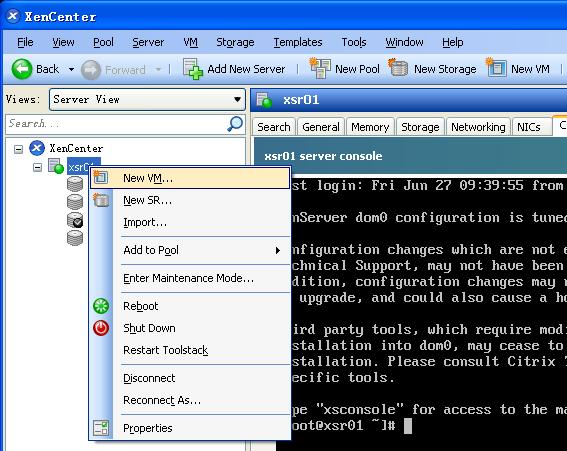 XenCenter
File View Pool Server VM Storage Templates Tools Window Help
Back Forward Add New Server New Pool New Storage New VM
Views: Server View
Search...
XenCenter
xsr01
New VM...
New SR...
Import...
Add to Pool
Enter Maintenance Mode...
Reboot
Shut Down
Restart Toolstack
Disconnect
Reconnect As...
Properties
xsr01
Search General Memory Storage Networking NICs C
xsr01 server console
st login: Fri Jun 27 09:39:55 from
nServer dom0 configuration is tuned
nfiguration changes which are not e
chnical Support, may not have been
dition, configuration changes may n
upgrade, and could also cause a ho
ird party tools, which require modi
stallation into dom0, may cease to
stallation. Please consult Citrix
ecific tools.
pe "xsconsole" for access to the ma
oot@xsr01 ~]#